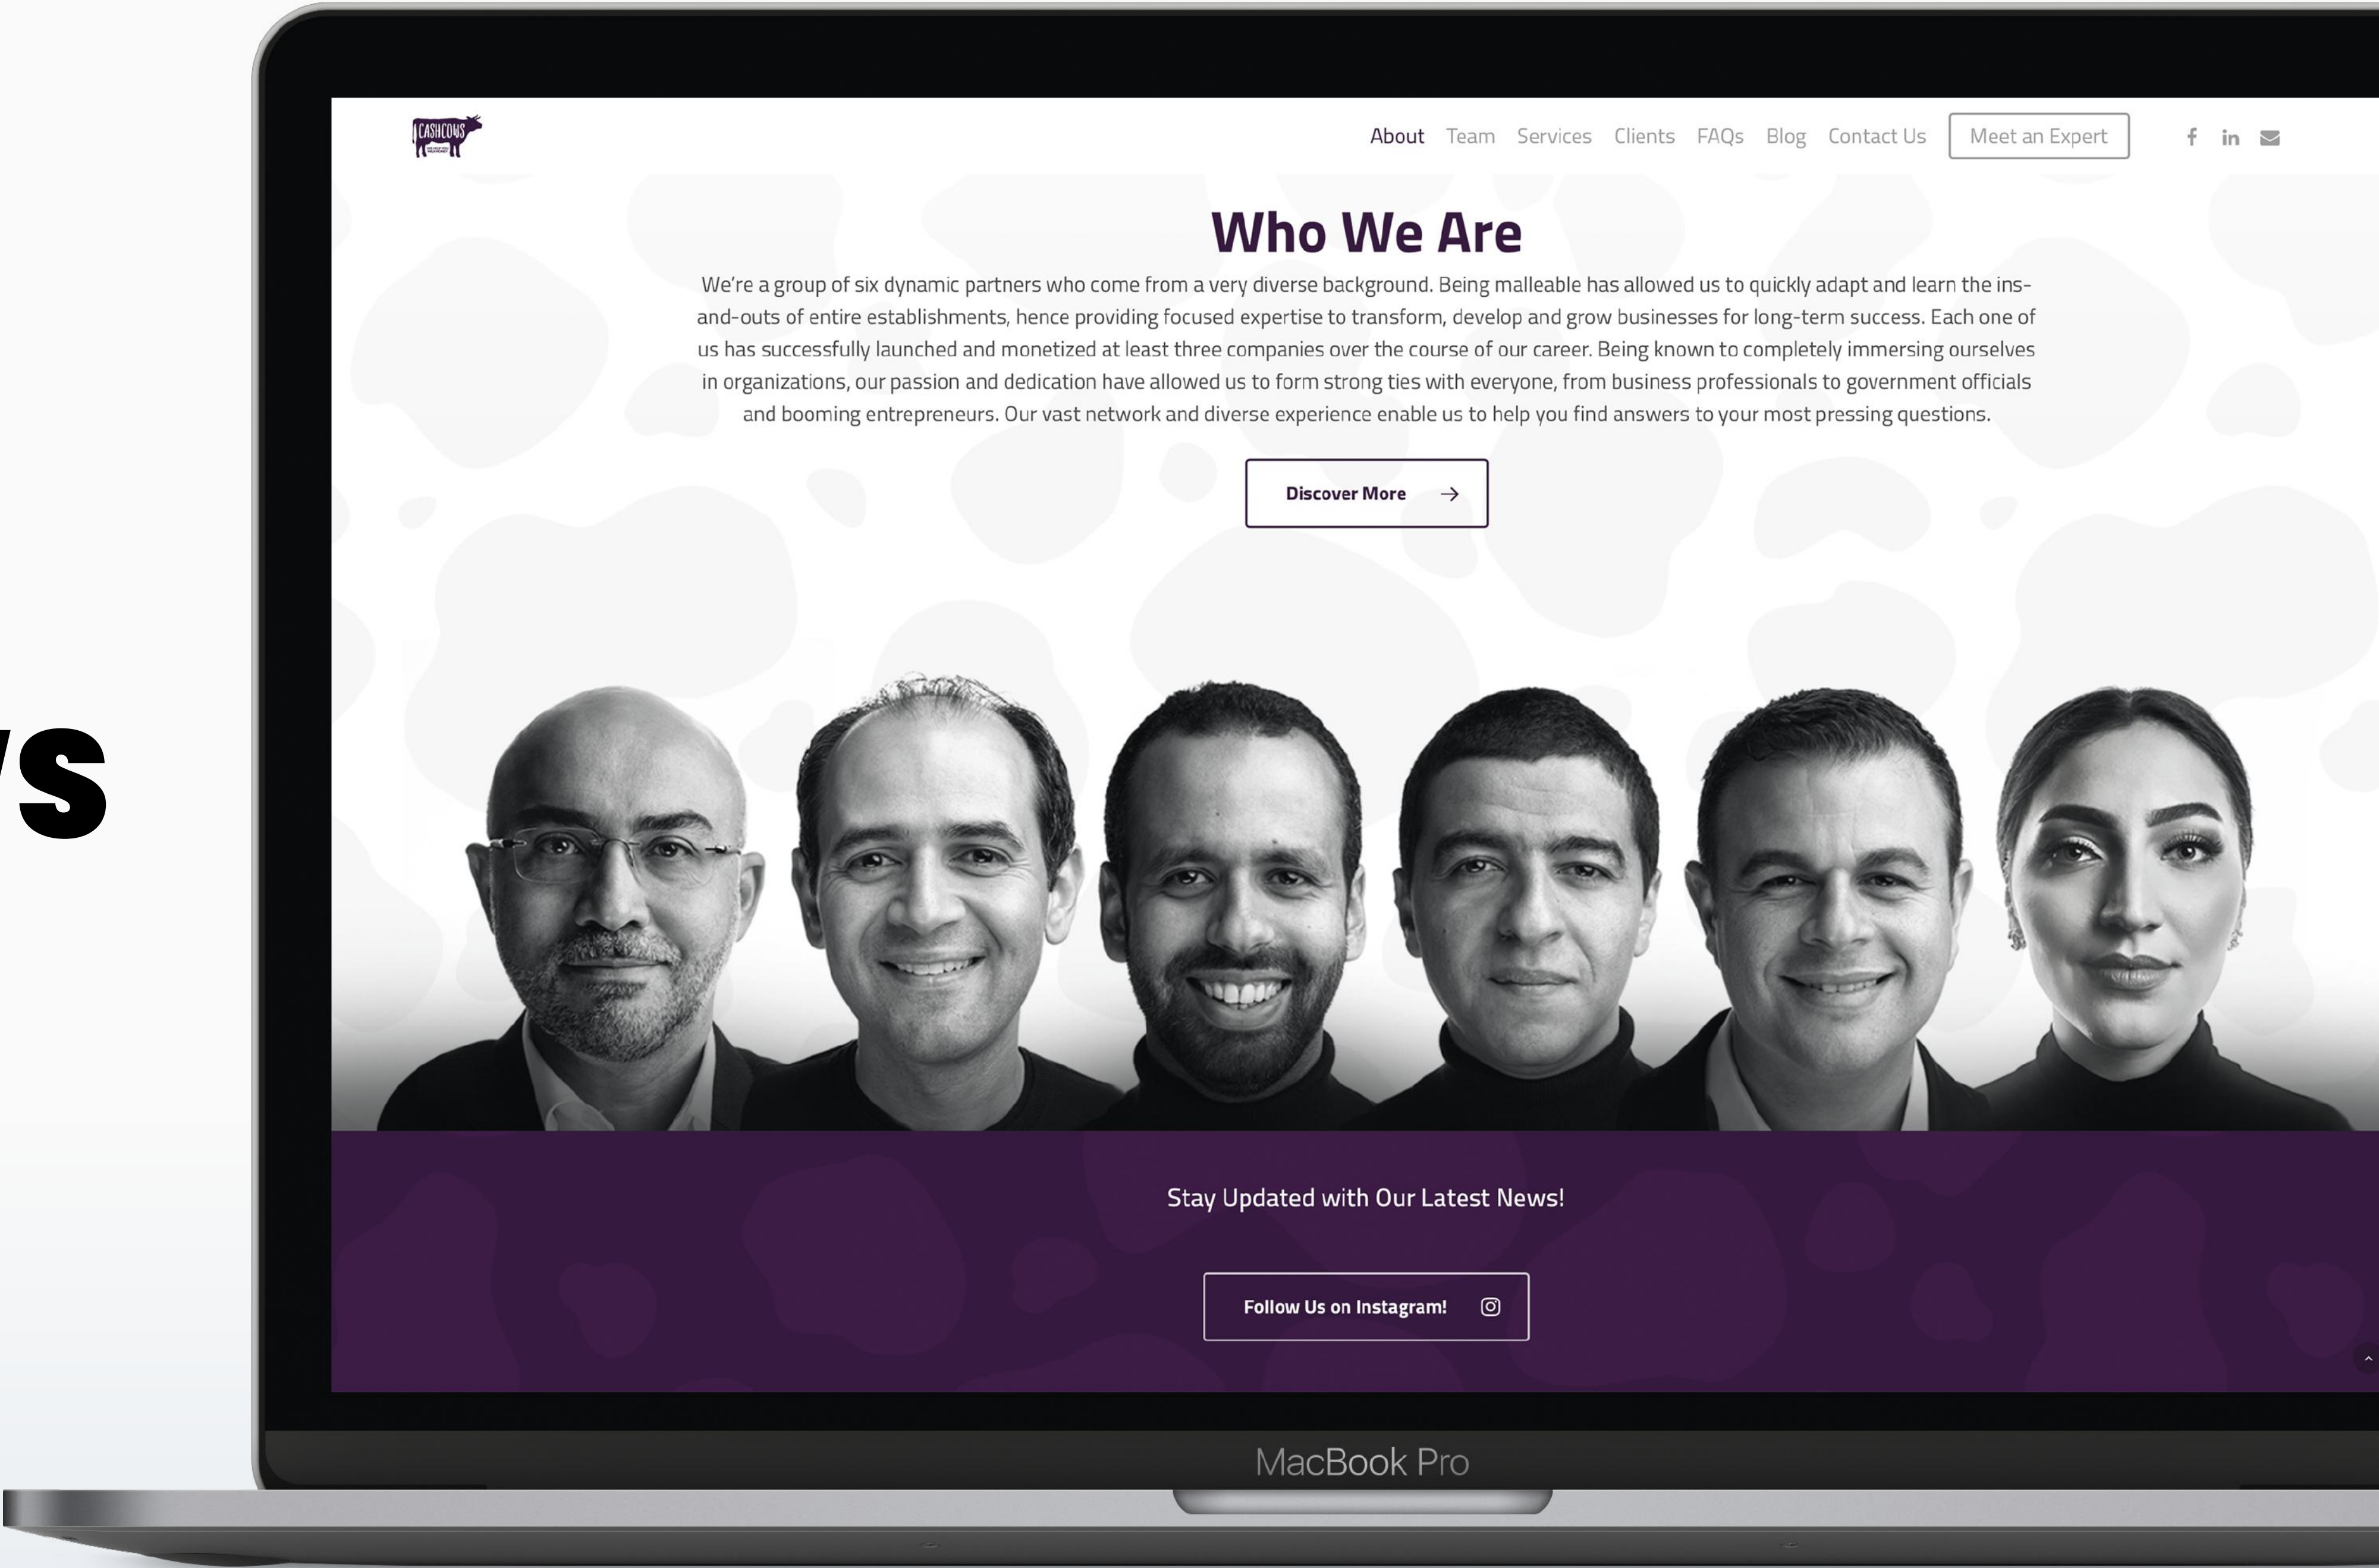 CASHCOWS
About Team Services Clients FAQs Blog Contact Us Meet an Expert
Who We Are
We're a group of six dynamic partners who come from a very diverse background. Being malleable has allowed us to quickly adapt and learn the ins-
and-outs of entire establishments, hence providing focused expertise to transform, develop and grow businesses for long-term success. Each one of
us has successfully launched and monetized at least three companies over the course of our career. Being known to completely immersing ourselves
in organizations, our passion and dedication have allowed us to form strong ties with everyone, from business professionals to government officials
and booming entrepreneurs. Our vast network and diverse experience enable us to help you find answers to your most pressing questions.
Discover More
Stay Updated with Our Latest News!
Follow Us on Instagram!
MacBook Pro